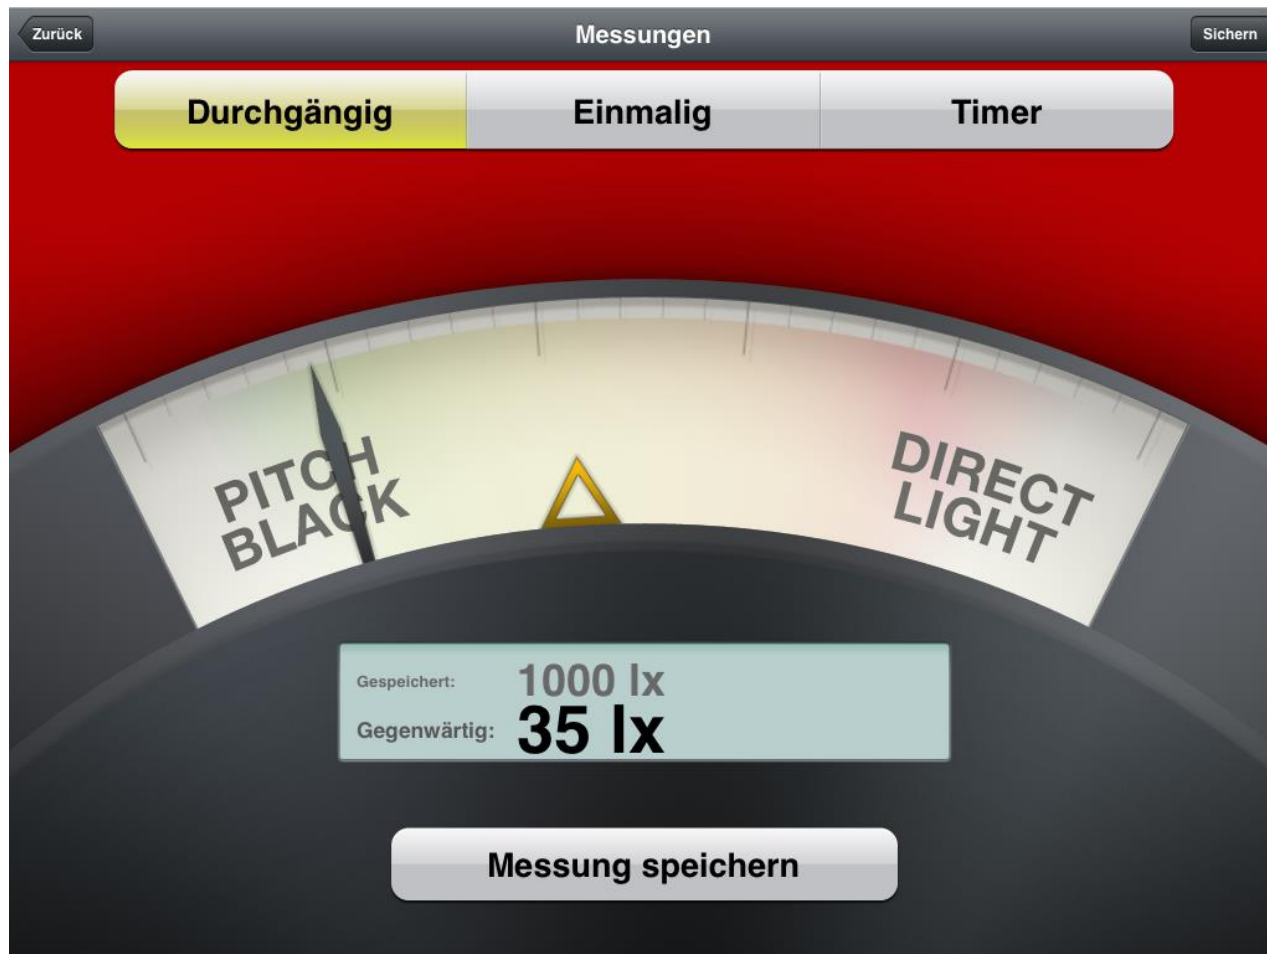 Zurück
Messungen
Sichern
Durchgängig
Einmalig
Timer
PITCH
BLACK
DIRECT
LIGHT
Gespeichert: 1000 lx
Gegenwärtig: 35 lx
Messung speichern